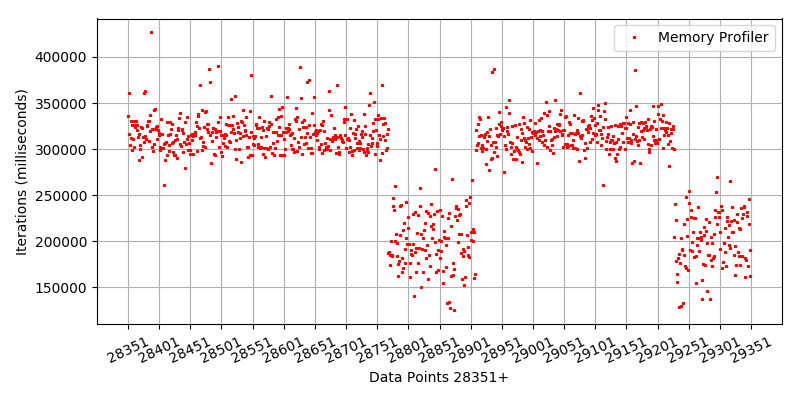 Memory Profiler
Iterations (milliseconds)
400000
350000
300000
250000
200000
150000
28351 28401 28451 28501 28551 28601 28651 28701 28751 28801 28851 28901 28951 29001 29051 29101 29151 29201 29251 29301 29351
Data Points 28351+